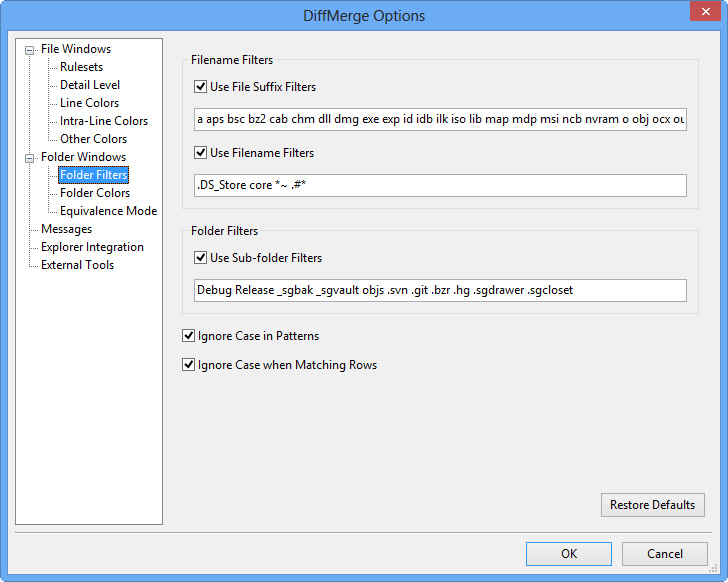 DiffMerge Options
File Windows
Rulesets
Detail Level
Line Colors
Intra-Line Colors
Other Colors
Folder Windows
Folder Filters
Folder Colors
Equivalence Mode
Messages
Explorer Integration
External Tools
Filename Filters
Use File Suffix Filters
a aps bsc bz2 cab chm dll dmg exe exp id idb ilk iso lib map mdp msi ncb nvram o obj ocx ou
Use Filename Filters
.DS_Store core *~ .#*
Folder Filters
Use Sub-folder Filters
Debug Release _sgbak _sgvault objs .svn .git .bzr .hg .sgdrawer .sgcloset
Ignore Case in Patterns
Ignore Case when Matching Rows
Restore Defaults
OK
Cancel